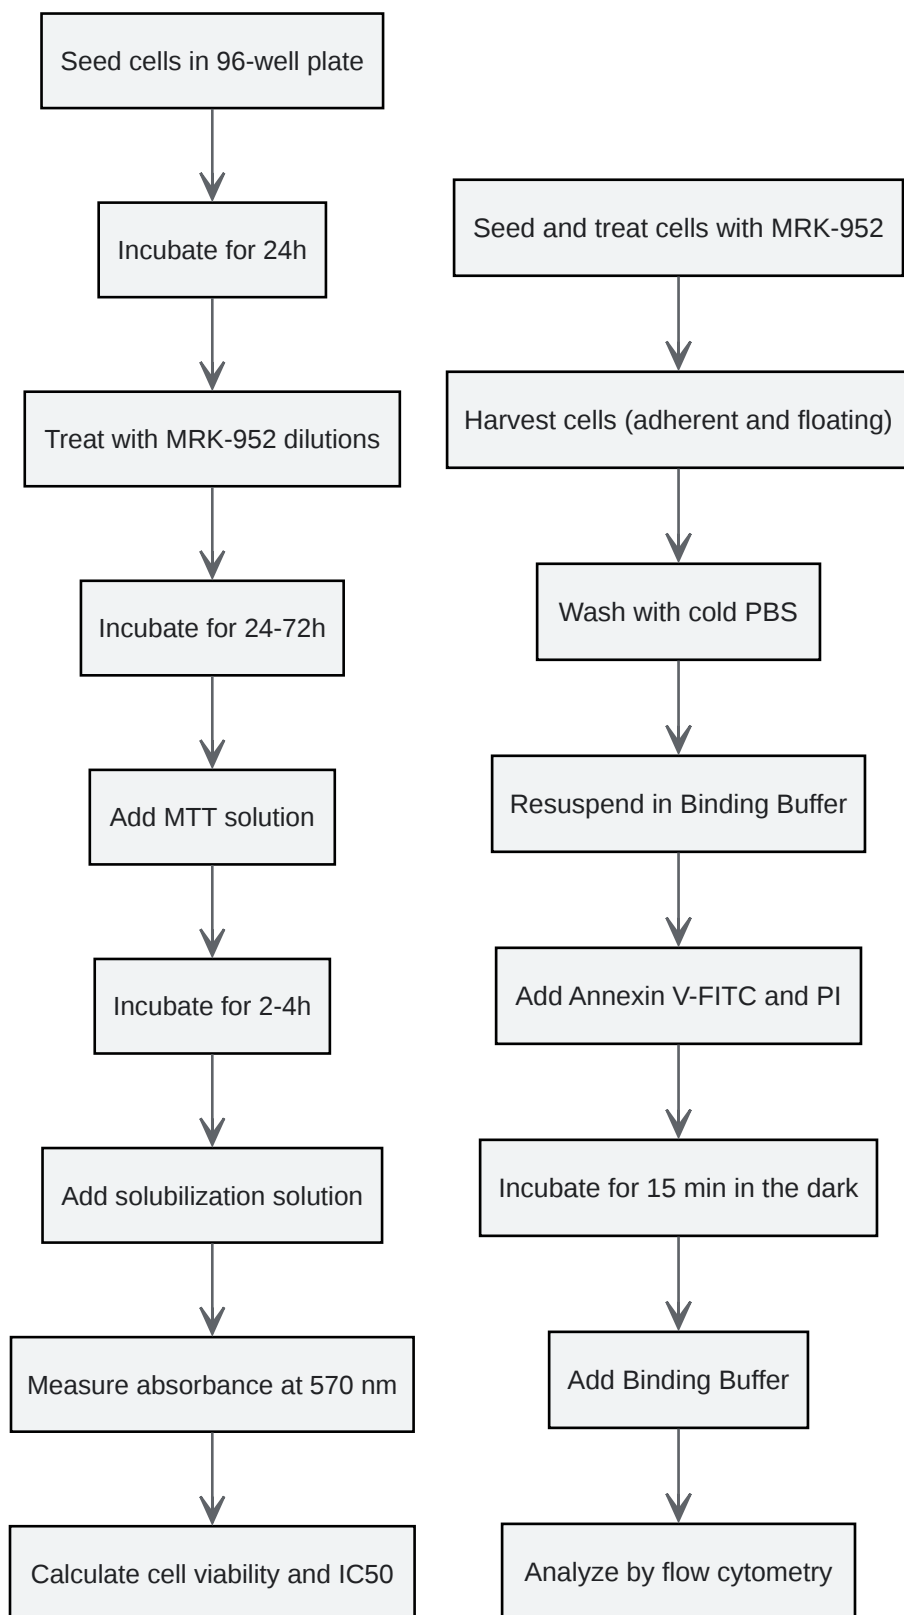 Seed cells in 96-well plate
Incubate for 24h
Treat with MRK-952 dilutions
Incubate for 24-72h
Add MTT solution
Incubate for 2-4h
Add solubilization solution
Measure absorbance at 570 nm
Calculate cell viability and IC50
Seed and treat cells with MRK-952
Harvest cells (adherent and floating)
Wash with cold PBS
Resuspend in Binding Buffer
Add Annexin V-FITC and PI
Incubate for 15 min in the dark
Add Binding Buffer
Analyze by flow cytometry